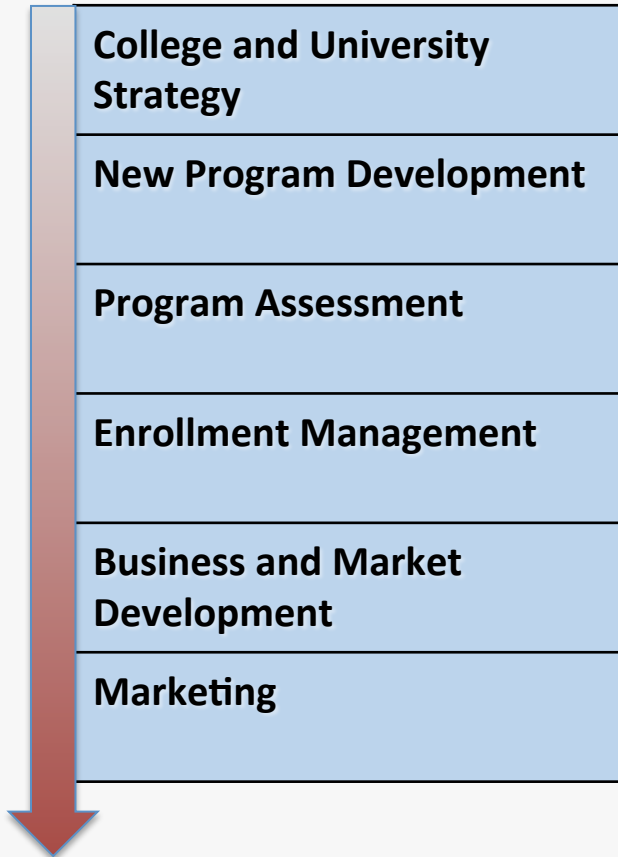 College and University
Strategy
New Program Development
Program Assessment
Enrollment Management
Business and Market
Development
Marketing